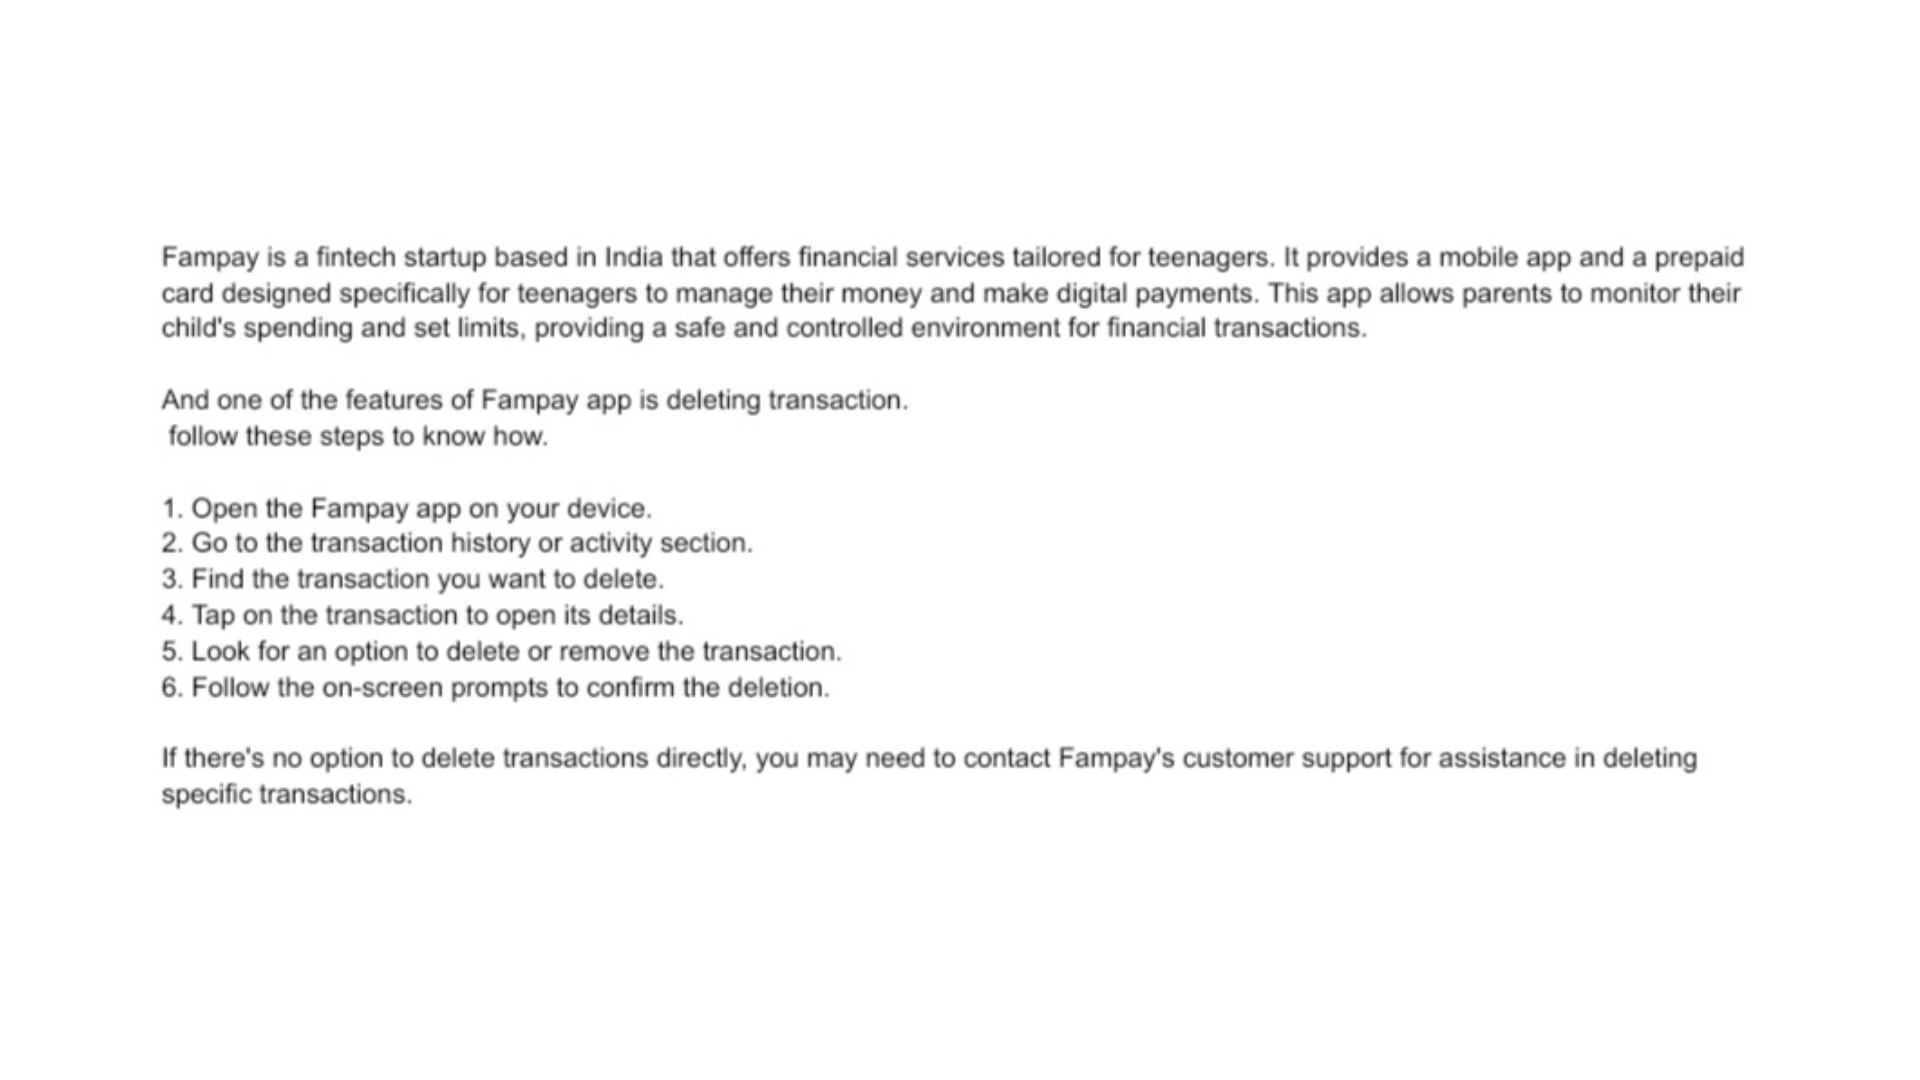 Fampay is a fintech startup based in India that offers financial services tailored for teenagers. It provides a mobile app and a prepaid
card designed specifically for teenagers to manage their money and make digital payments. This app allows parents to monitor their
child's spending and set limits, providing a safe and controlled environment for financial transactions.
And one of the features of Fampay app is deleting transaction.
follow these steps to know how.
1. Open the Fampay app on your device.
2. Go to the transaction history or activity section.
3. Find the transaction you want to delete.
4. Tap on the transaction to open its details.
5. Look for an option to delete or remove the transaction.
6. Follow the on-screen prompts to confirm the deletion.
If there's no option to delete transactions directly, you may need to contact Fampay's customer support for assistance in deleting
specific transactions.